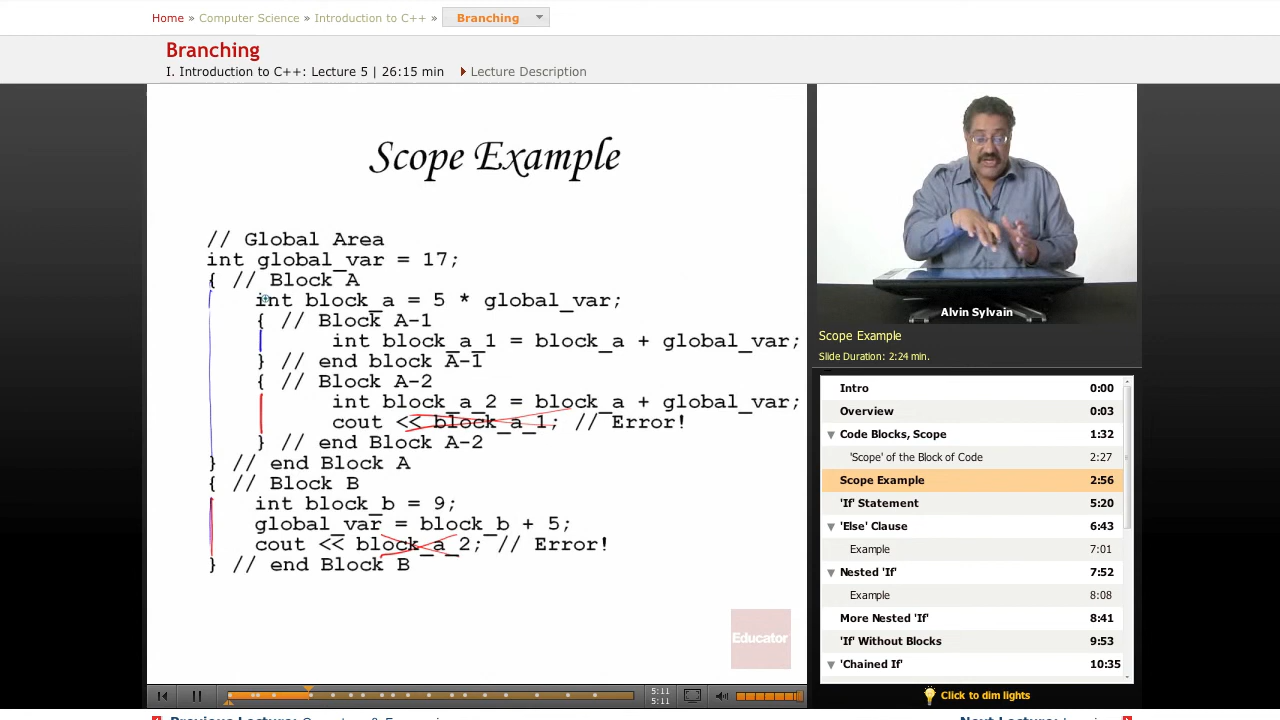 Home » Computer Science » Introduction to C++ » Branching
Branching
I. Introduction to C++: Lecture 5 | 26:15 min Lecture Description
Scope Example
// Global Area
int global_var = 17;
{ // Block A
int block_a = 5 * global_var;
{ // Block A-1
int block_a_1 = block_a + global_var;
} // end block A-1
{ // Block A-2
int block_a_2 = block_a + global_var;
cout << block_a_1; // Error!
} // end Block A-2
} // end Block A
{ // Block B
int block_b = 9;
global_var = block_b + 5;
cout << block_a_2; // Error!
} // end Block B
Educator
Alvin Sylvain
Scope Example
Slide Duration: 2:24 min.
Intro 0:00
Overview 0:03
Code Blocks, Scope 1:32
'Scope' of the Block of Code 2:27
Scope Example 2:56
'If' Statement 5:20
'Else' Clause 6:43
Example 7:01
Nested 'If' 7:52
Example 8:08
More Nested 'If' 8:41
'If' Without Blocks 9:53
'Chained If' 10:35
5:11
5:11
Click to dim lights
Previous Lecture:
Next Lecture: